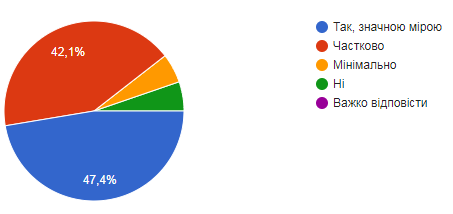 42,1%
47,4%
Так, значною мірою
Частково
Мінімально
Ні
Важко відповісти